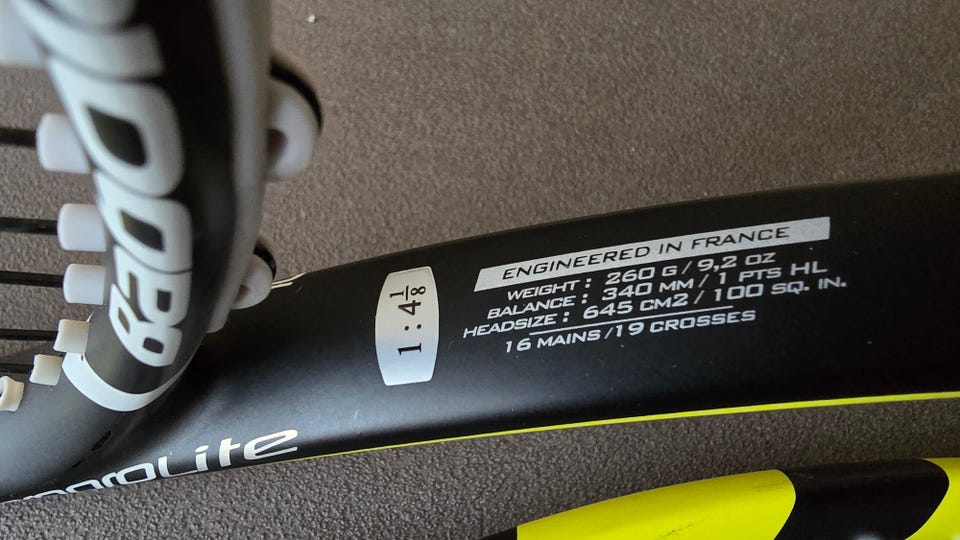 1 : 4 1/8
ENGINEERED IN FRANCE
WEIGHT : 260 G / 9,2 OZ
BALANCE : 340 MM / 1 PTS HL
HEADSIZE : 645 CM2 / 100 SQ. IN.
16 MAINS /19 CROSSES